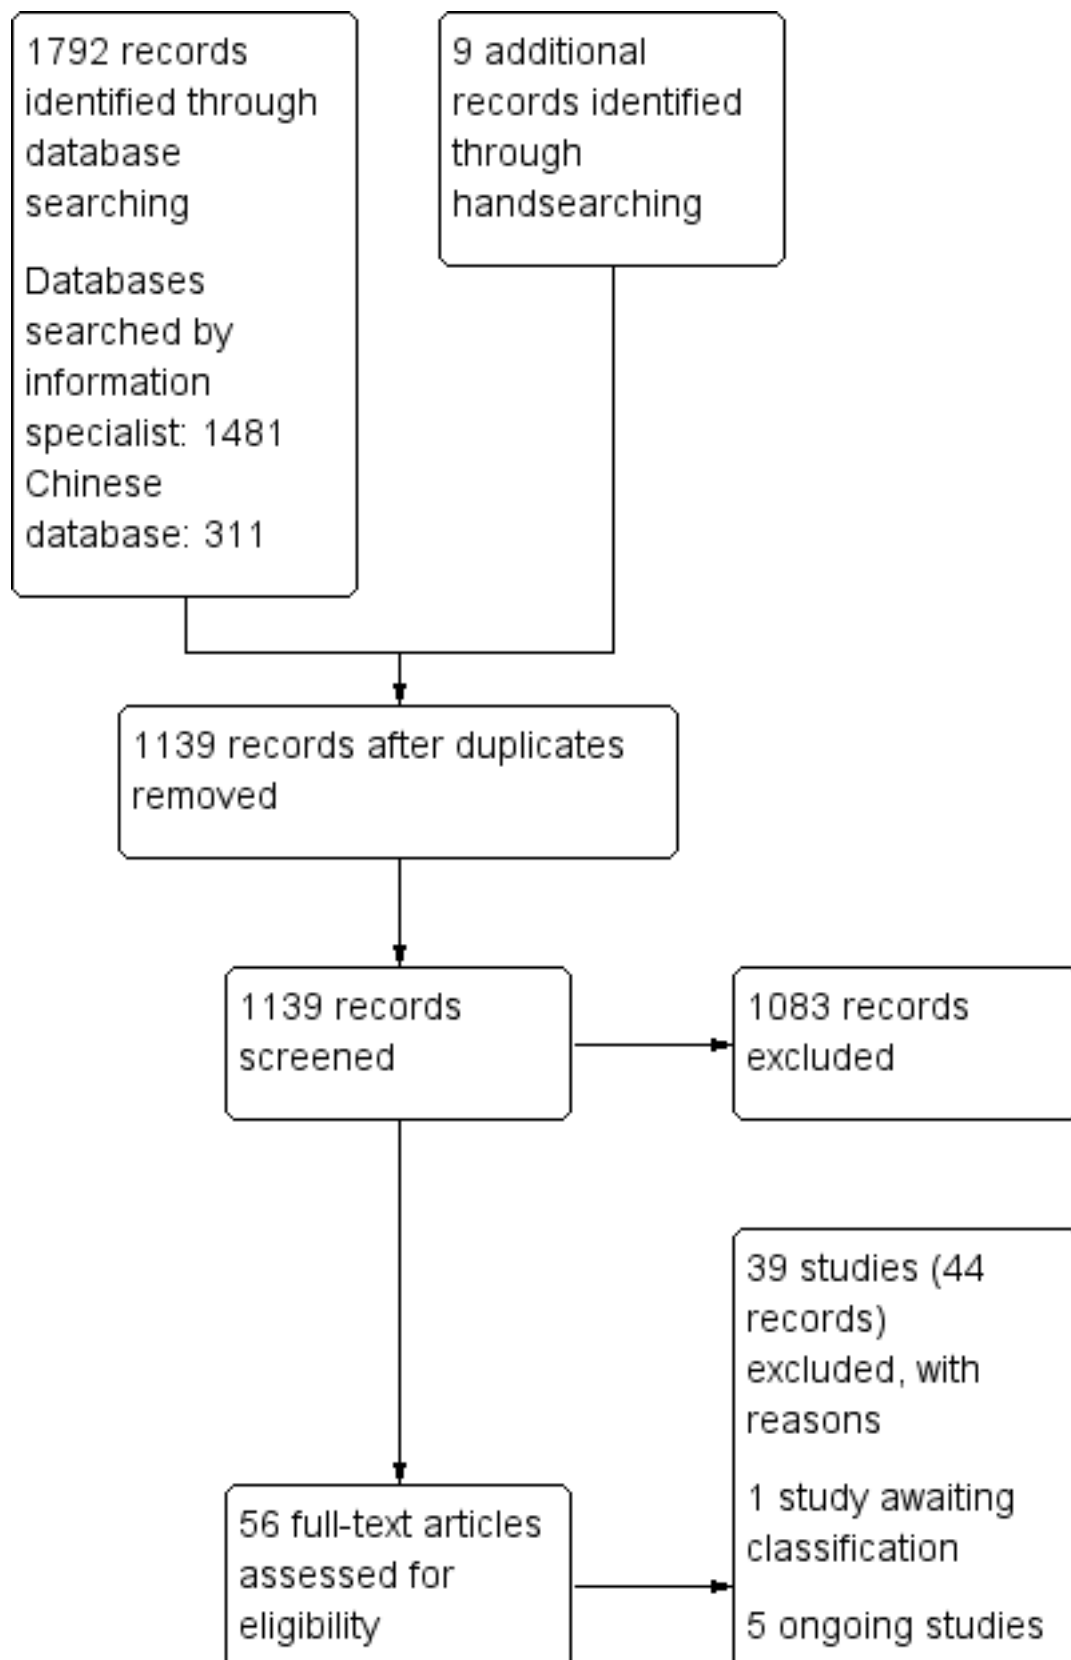 1792 records
identified through
database
searching
Databases
searched by
information
specialist: 1481
Chinese
database: 311
9 additional
records identified
through
handsearching
1139 records after duplicates
removed
1139 records
screened
1083 records
excluded
39 studies (44
records)
excluded, with
reasons
1 study awaiting
classification
5 ongoing studies
56 full-text articles
assessed for
eligibility